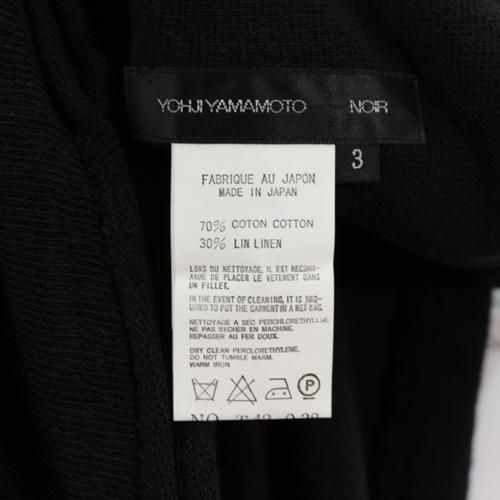 YOHJI YAMAMOTO NOIR
3
FABRIQUE AU JAPON
MADE IN JAPAN
70% COTON COTTON
30% LIN LINEN
LORS DU NETTOYAGE, IL EST RECOMM-
ANDÉ DE PLACER LE VETEMENT DANS
UN FILLET.
IN THE EVENT OF CLEANING, IT IS REQ-
UIRED TO PUT THE GARMENT IN A NET BAG.
NETTOYAGE A SEC PERCHLORETHYLENE.
NE PAS SECHER EN MACHINE.
REPASSER AU FER DOUX.
DRY CLEAN PERCLORETHYLENE.
DO NOT TUMBLE WARM.
WARM IRON.
P
NO